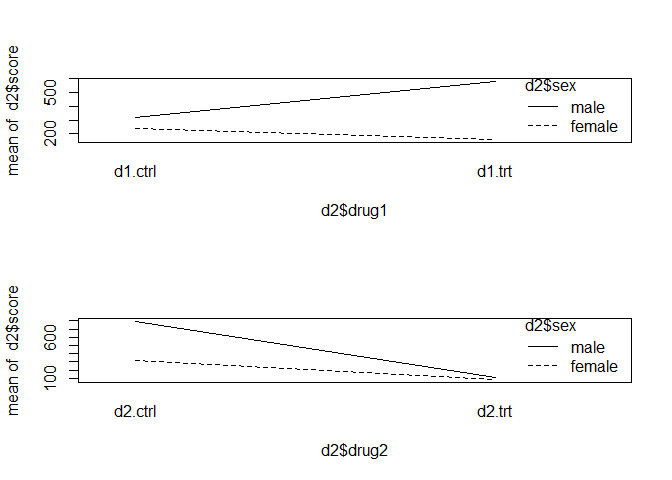 mean of  d2$score
500
200
d2$sex
male
female
d1.ctrl
d1.trt
d2$drug1
mean of  d2$score
600
100
d2$sex
male
female
d2.ctrl
d2.trt
d2$drug2